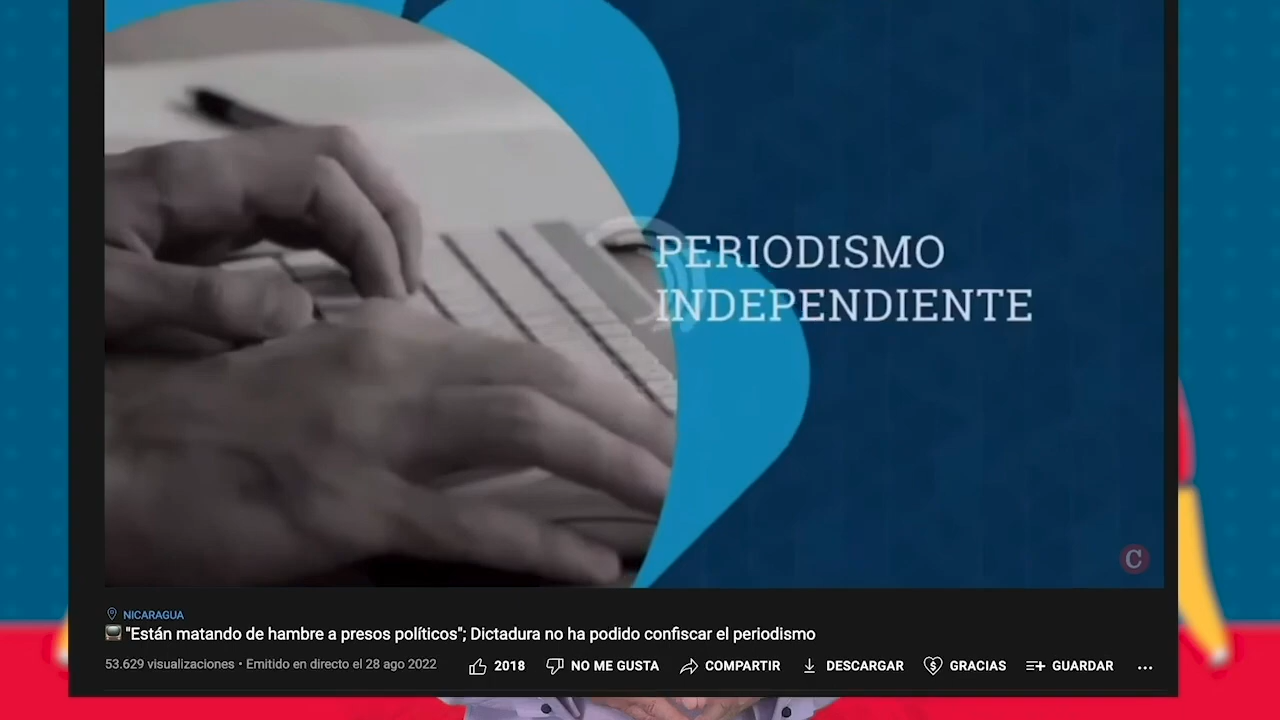 PERIODISMO
INDEPENDIENTE
C
NICARAGUA
"Están matando de hambre a presos políticos"; Dictadura no ha podido confiscar el periodismo
53.629 visualizaciones • Emitido en directo el 28 ago 2022 2018 NO ME GUSTA COMPARTIR DESCARGAR GRACIAS GUARDAR ...